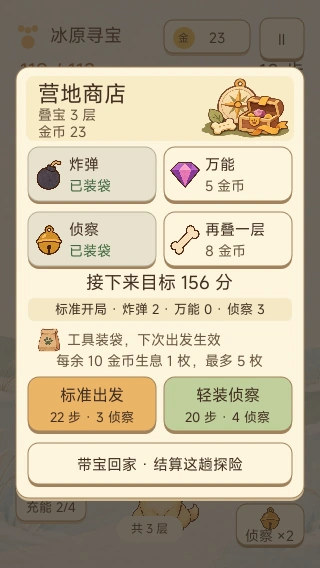 冰原寻宝
金 23
营地商店
叠宝 3 层
金币 23
炸弹
已装袋
万能
5 金币
侦察
已装袋
再叠一层
8 金币
接下来目标 156 分
标准开局 · 炸弹 2 · 万能 0 · 侦察 3
工具装袋，下次出发生效
每余 10 金币生息 1 枚，最多 5 枚
标准出发
22 步 · 3 侦察
轻装侦察
20 步 · 4 侦察
带宝回家 · 结算这趟探险
充能 2/4
共 3 层
侦察 ×2